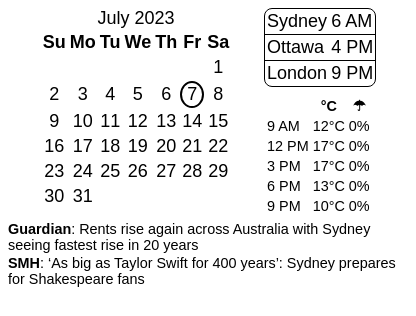 July 2023
Su Mo Tu We Th Fr Sa
1
2 3 4 5 6 7 8
9 10 11 12 13 14 15
16 17 18 19 20 21 22
23 24 25 26 27 28 29
30 31
Sydney 6 AM
Ottawa 4 PM
London 9 PM
°C ☂
9 AM 12°C 0%
12 PM 17°C 0%
3 PM 17°C 0%
6 PM 13°C 0%
9 PM 10°C 0%
Guardian: Rents rise again across Australia with Sydney
seeing fastest rise in 20 years
SMH: ‘As big as Taylor Swift for 400 years’: Sydney prepares
for Shakespeare fans